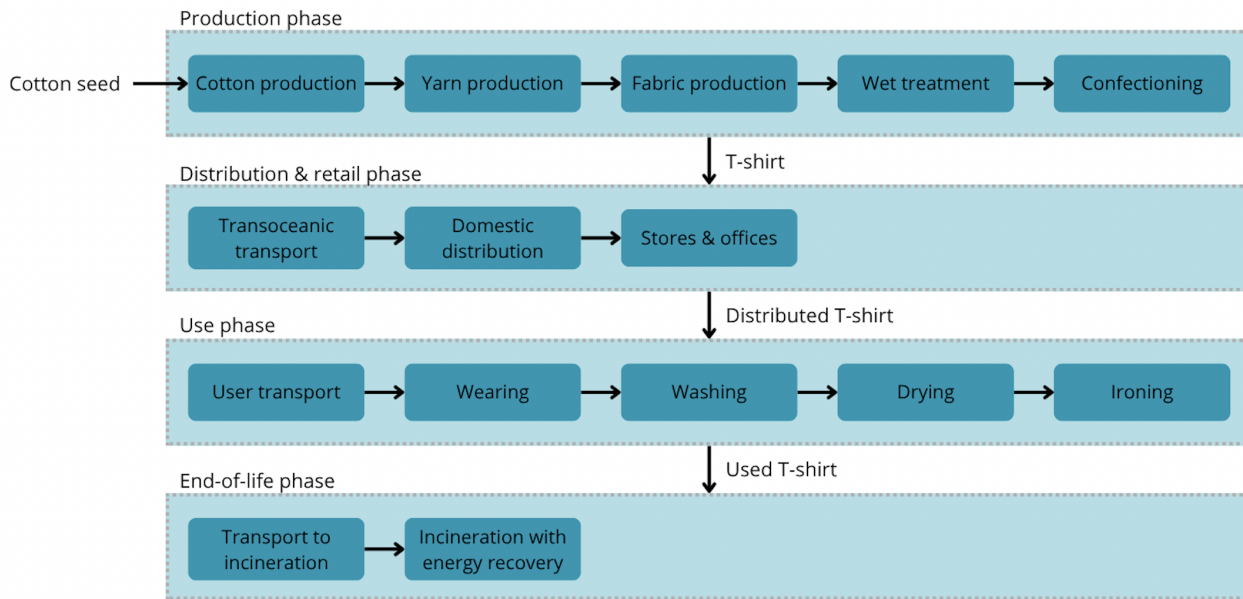 Production phase
Cotton seed
Cotton production
Yarn production
Fabric production
Wet treatment
Confectioning
T-shirt
Distribution & retail phase
Transoceanic
transport
Domestic
distribution
Stores & offices
Distributed T-shirt
Use phase
User transport
Wearing
Washing
Drying
Ironing
Used T-shirt
End-of-life phase
Transport to
incineration
Incineration with
energy recovery